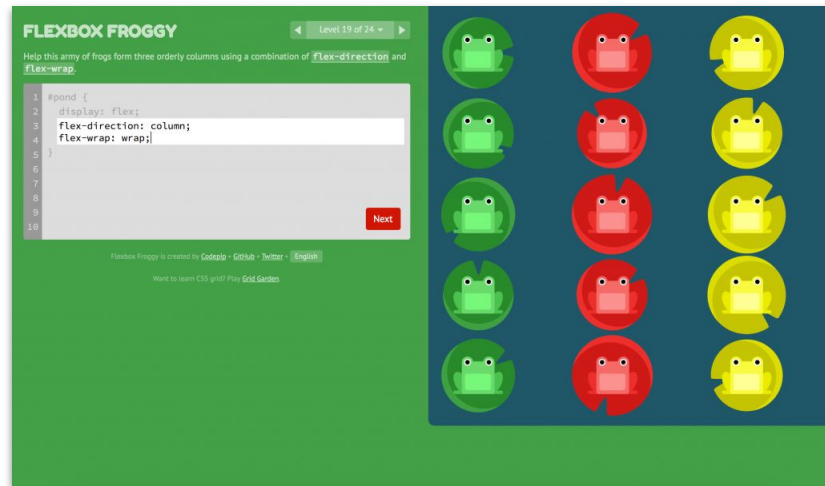 FLEXBOX FROGGY
Level 19 of 24
Help this army of frogs form three orderly columns using a combination of flex-direction and
flex-wrap.
1 #pond {
2 display: flex;
3 flex-direction: column;
4 flex-wrap: wrap;
5 }
6
7
8
9
10
Next
Flexbox Froggy is created by Codepip • GitHub • Twitter • English
Want to learn CSS grid? Play Grid Garden.